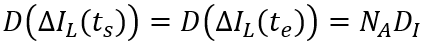 D(ΔI_L(t_s)) = D(ΔI_L(t_e)) = N_A D_I